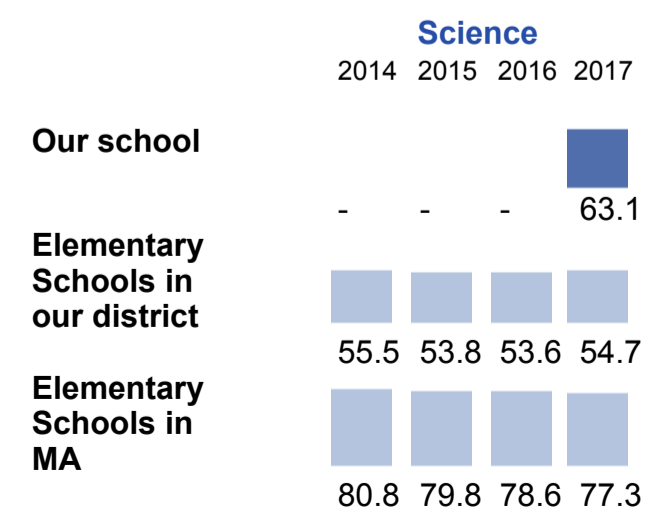 Science
2014 2015 2016 2017
Our school
- - - 63.1
Elementary
Schools in
our district
55.5 53.8 53.6 54.7
Elementary
Schools in
MA
80.8 79.8 78.6 77.3